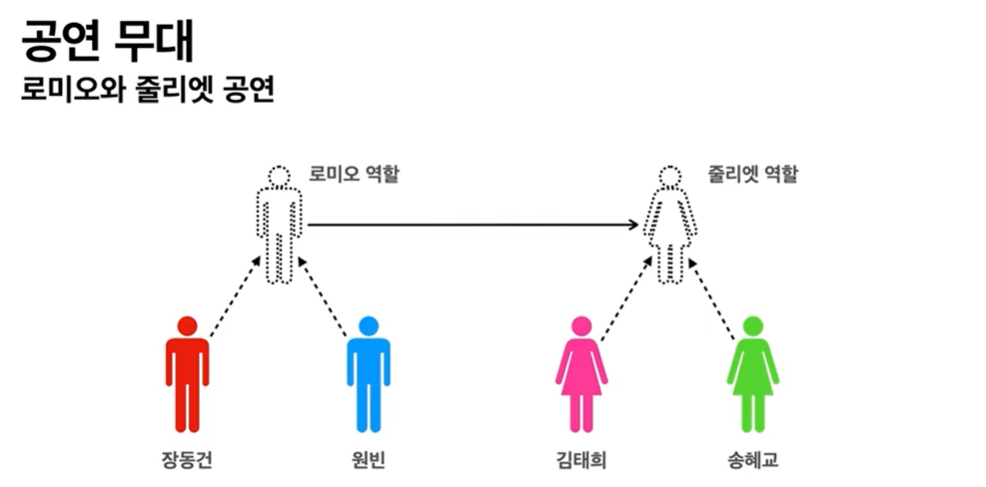 공연 무대
로미오와 줄리엣 공연
로미오 역할
줄리엣 역할
장동건
원빈
김태희
송혜교